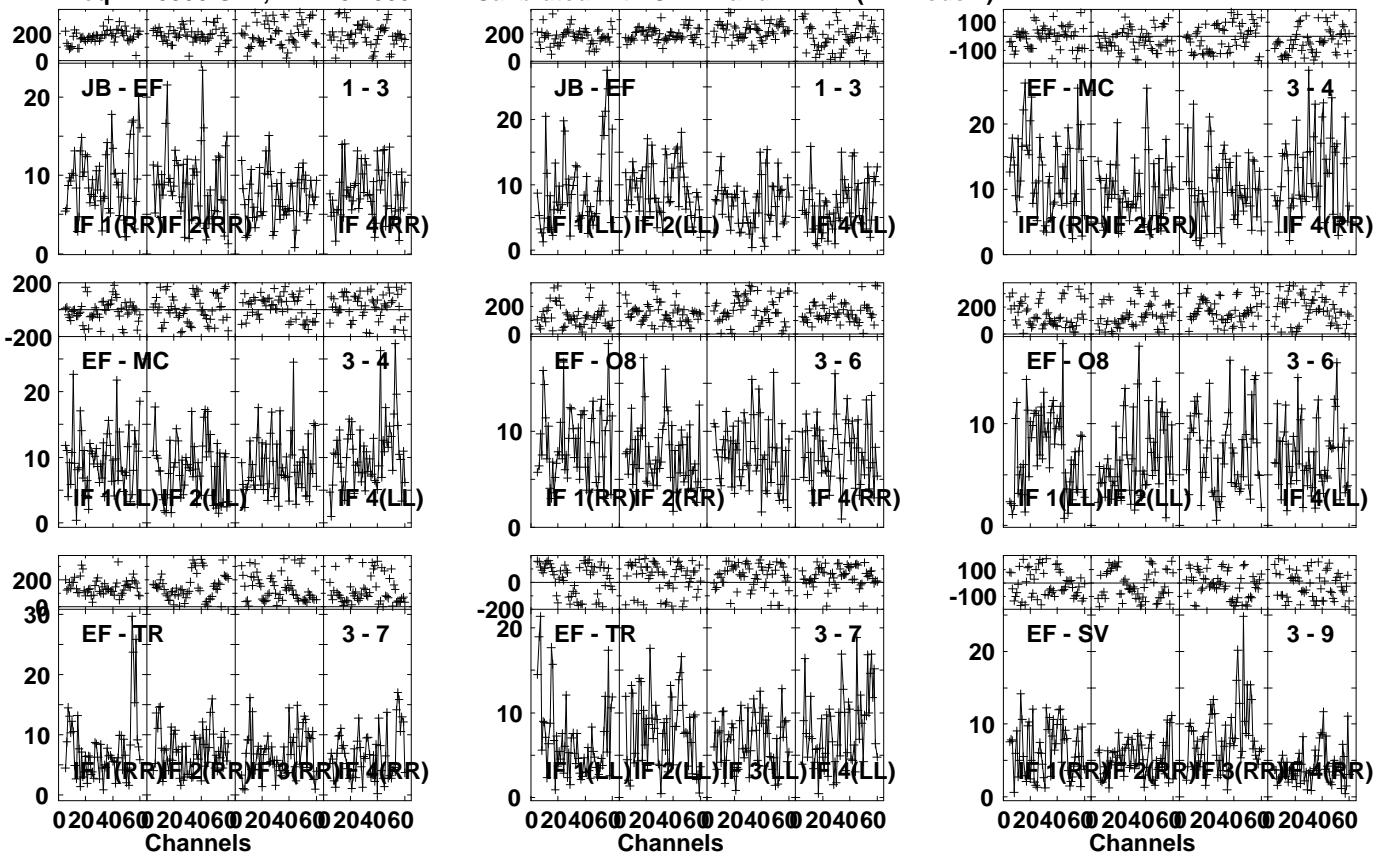 200
0
JB - EF
1 - 3
20
10
0
IF 1(RR)
IF 2(RR)
IF 4(RR)
200
0
JB - EF
1 - 3
20
10
0
IF 1(LL)
IF 2(LL)
IF 4(LL)
100
-100
EF - MC
3 - 4
20
10
0
IF 1(RR)
IF 2(RR)
IF 4(RR)
200
-200
EF - MC
3 - 4
20
10
0
IF 1(LL)
IF 2(LL)
IF 4(LL)
200
0
EF - O8
3 - 6
10
0
IF 1(RR)
IF 2(RR)
IF 4(RR)
200
0
EF - O8
3 - 6
10
0
IF 1(LL)
IF 2(LL)
IF 4(LL)
200
0
30
EF - TR
3 - 7
20
10
0
IF 1(RR)
IF 2(RR)
IF 3(RR)
IF 4(RR)
0 20 40 60 0 20 40 60 0 20 40 60 0 20 40 60
Channels
0
-200
20
EF - TR
3 - 7
10
0
IF 1(LL)
IF 2(LL)
IF 3(LL)
IF 4(LL)
0 20 40 60 0 20 40 60 0 20 40 60 0 20 40 60
Channels
100
-100
EF - SV
3 - 9
20
10
0
IF 1(RR)
IF 2(RR)
IF 3(RR)
IF 4(RR)
0 20 40 60 0 20 40 60 0 20 40 60 0 20 40 60
Channels